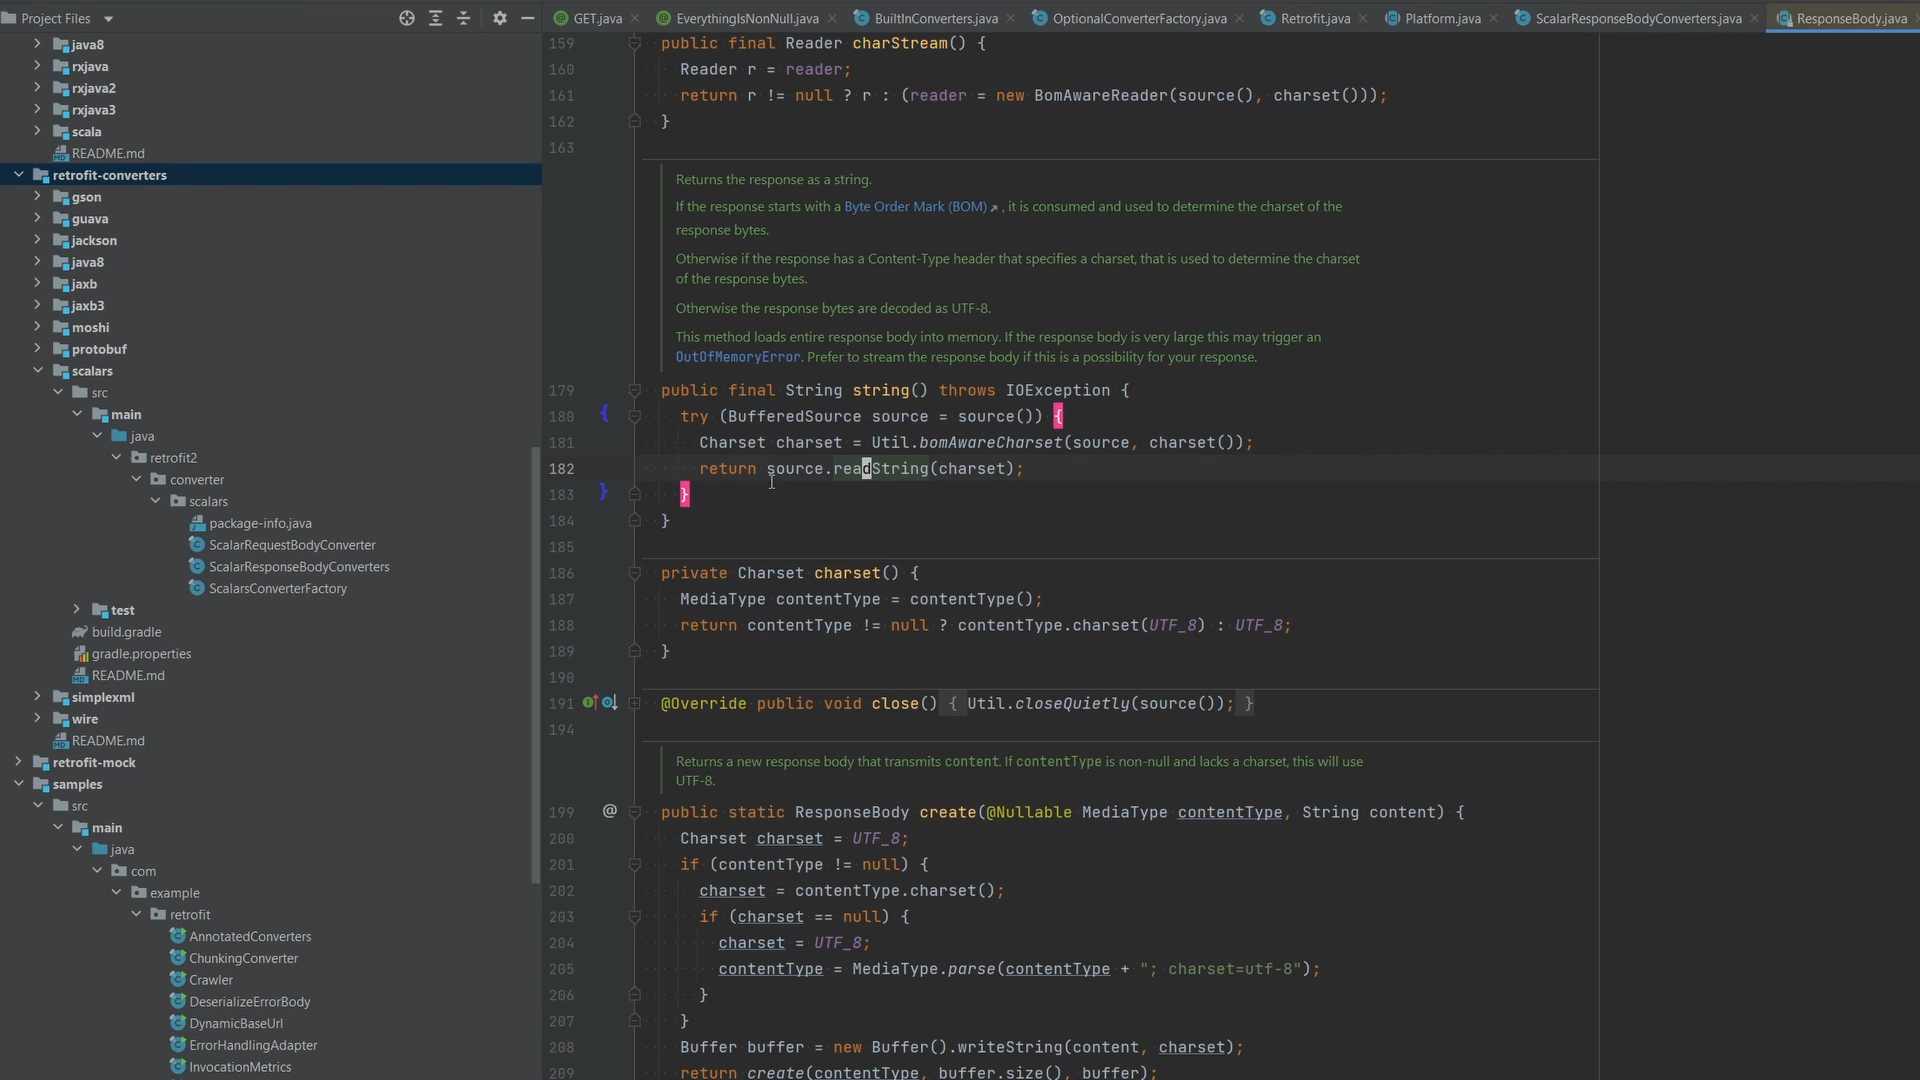 Project Files
GET.java
EverythingIsNonNull.java
BuiltInConverters.java
OptionalConverterFactory.java
Retrofit.java
Platform.java
ScalarResponseBodyConverters.java
ResponseBody.java
java8
rxjava
rxjava2
rxjava3
scala
README.md
retrofit-converters
gson
guava
jackson
java8
jaxb
jaxb3
moshi
protobuf
scalars
src
main
java
retrofit2
converter
scalars
package-info.java
ScalarRequestBodyConverter
ScalarResponseBodyConverters
ScalarsConverterFactory
test
build.gradle
gradle.properties
README.md
simplexml
wire
README.md
retrofit-mock
samples
src
main
java
com
example
retrofit
AnnotatedConverters
ChunkingConverter
Crawler
DeserializeErrorBody
DynamicBaseUrl
ErrorHandlingAdapter
InvocationMetrics
159 public final Reader charStream() {
160 Reader r = reader;
161 return r != null ? r : (reader = new BomAwareReader(source(), charset()));
162 }
163
Returns the response as a string.
If the response starts with a Byte Order Mark (BOM) , it is consumed and used to determine the charset of the
response bytes.
Otherwise if the response has a Content-Type header that specifies a charset, that is used to determine the charset
of the response bytes.
Otherwise the response bytes are decoded as UTF-8.
This method loads entire response body into memory. If the response body is very large this may trigger an
OutOfMemoryError. Prefer to stream the response body if this is a possibility for your response.
179 public final String string() throws IOException {
180 { try (BufferedSource source = source()) {
181 Charset charset = Util.bomAwareCharset(source, charset());
182 return source.readString(charset);
183 } }
184 }
185
186 private Charset charset() {
187 MediaType contentType = contentType();
188 return contentType != null ? contentType.charset(UTF_8) : UTF_8;
189 }
190
191 @Override public void close() { Util.closeQuietly(source()); }
194
Returns a new response body that transmits content. If contentType is non-null and lacks a charset, this will use
UTF-8.
199 @ public static ResponseBody create(@Nullable MediaType contentType, String content) {
200 Charset charset = UTF_8;
201 if (contentType != null) {
202 charset = contentType.charset();
203 if (charset == null) {
204 charset = UTF_8;
205 contentType = MediaType.parse(contentType + "; charset=utf-8");
206 }
207 }
208 Buffer buffer = new Buffer().writeString(content, charset);
209 return create(contentType, buffer.size(), buffer);